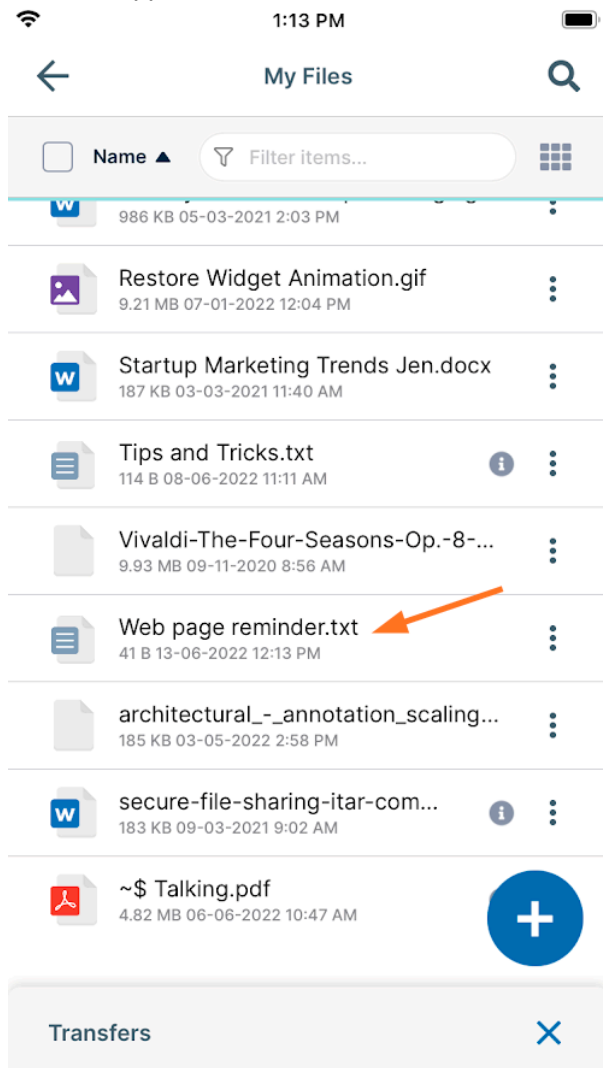 1:13 PM
My Files
Name
Filter items...
W
986 KB 05-03-2021 2:03 PM
Restore Widget Animation.gif
9.21 MB 07-01-2022 12:04 PM
W
Startup Marketing Trends Jen.docx
187 KB 03-03-2021 11:40 AM
Tips and Tricks.txt
114 B 08-06-2022 11:11 AM
Vivaldi-The-Four-Seasons-Op.-8-...
9.93 MB 09-11-2020 8:56 AM
Web page reminder.txt
41 B 13-06-2022 12:13 PM
architectural_-_annotation_scaling...
185 KB 03-05-2022 2:58 PM
W
secure-file-sharing-itar-com...
183 KB 09-03-2021 9:02 AM
~$ Talking.pdf
4.82 MB 06-06-2022 10:47 AM
Transfers